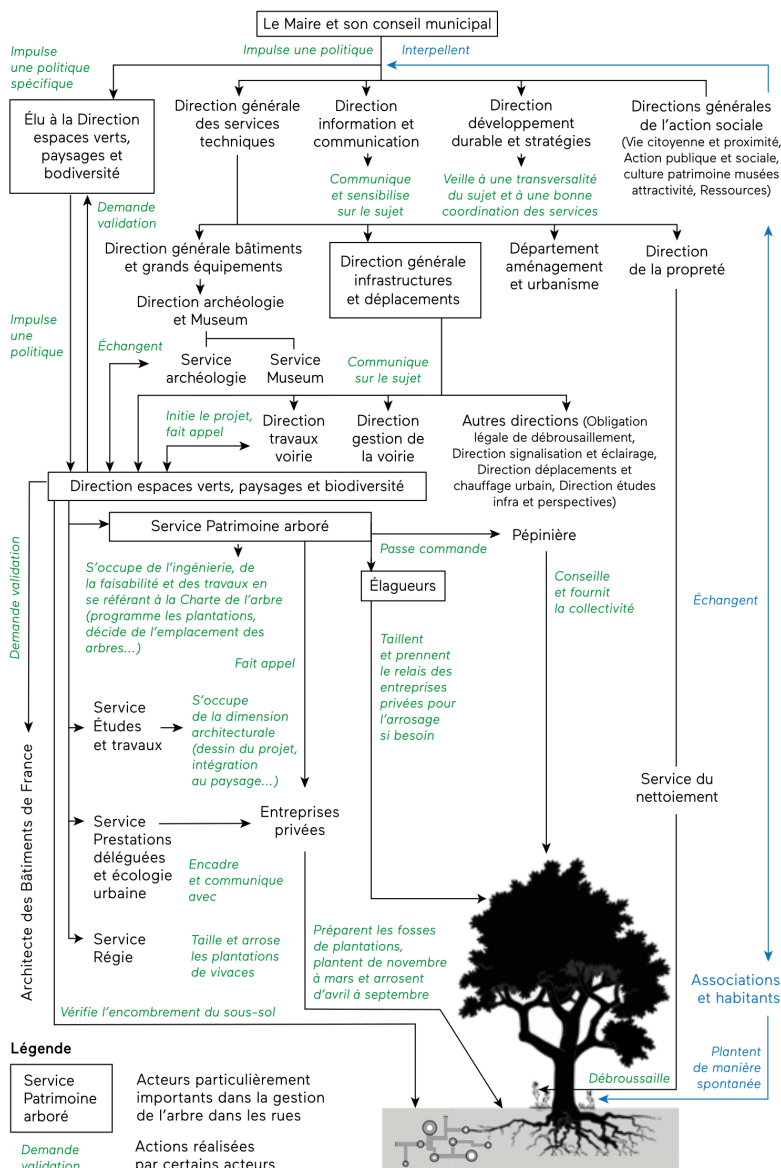 Le Maire et son conseil municipal
Impulse une politique
Interpellent
Impulse
une politique
spécifique
Élu à la Direction
espaces verts,
paysages et
biodiversité
Direction générale
des services
techniques
Direction
information et
communication
Direction
développement
durable et stratégies
Directions générales
de l'action sociale
(Vie citoyenne et proximité,
Action publique et sociale,
culture patrimoine musées
attractivité, Ressources)
Communique
et sensibilise
sur le sujet
Veille à une transversalité
du sujet et à une bonne
coordination des services
Demande
validation
Direction générale bâtiments
et grands équipements
Direction générale
infrastructures
et déplacements
Département
aménagement
et urbanisme
Direction
de la propreté
Direction archéologie
et Museum
Impulse
une
politique
Échangent
Service
archéologie
Service
Museum
Communique
sur le sujet
Initie le projet,
fait appel
Direction
travaux
voirie
Direction
gestion de
la voirie
Autres directions (Obligation
légale de débrousaillement,
Direction signalisation et éclairage,
Direction déplacements et
chauffage urbain, Direction études
infra et perspectives)
Direction espaces verts, paysages et biodiversité
Service Patrimoine arboré
Passe commande
Pépinière
Demande validation
S'occupe de l'ingénierie, de
la faisabilité et des travaux en
se référant à la Charte de l'arbre
(programme les plantations,
décide de l'emplacement des
arbres...)
Élagueurs
Conseille
et fournit
la collectivité
Échangent
Fait appel
Taillent
et prennent
le relais des
entreprises
privées pour
l'arrosage
si besoin
Service
Études
et travaux
S'occupe
de la dimension
architecturale
(dessin du projet,
intégration
au paysage...)
Architecte des Bâtiments de France
Service du
nettoiement
Service
Prestations
déléguées
et écologie
urbaine
Entreprises
privées
Encadre
et communique
avec
Service
Régie
Taille et arrose
les plantations
de vivaces
Préparent les fosses
de plantations,
plantent de novembre
à mars et arrosent
d'avril à septembre
Associations
et habitants
Vérifie l'encombrement du sous-sol
Plantent
de manière
spontanée
Débroussaille
Légende
Service
Patrimoine
arboré
Acteurs particulièrement
importants dans la gestion
de l'arbre dans les rues
Demande
validation
Actions réalisées
par certains acteurs